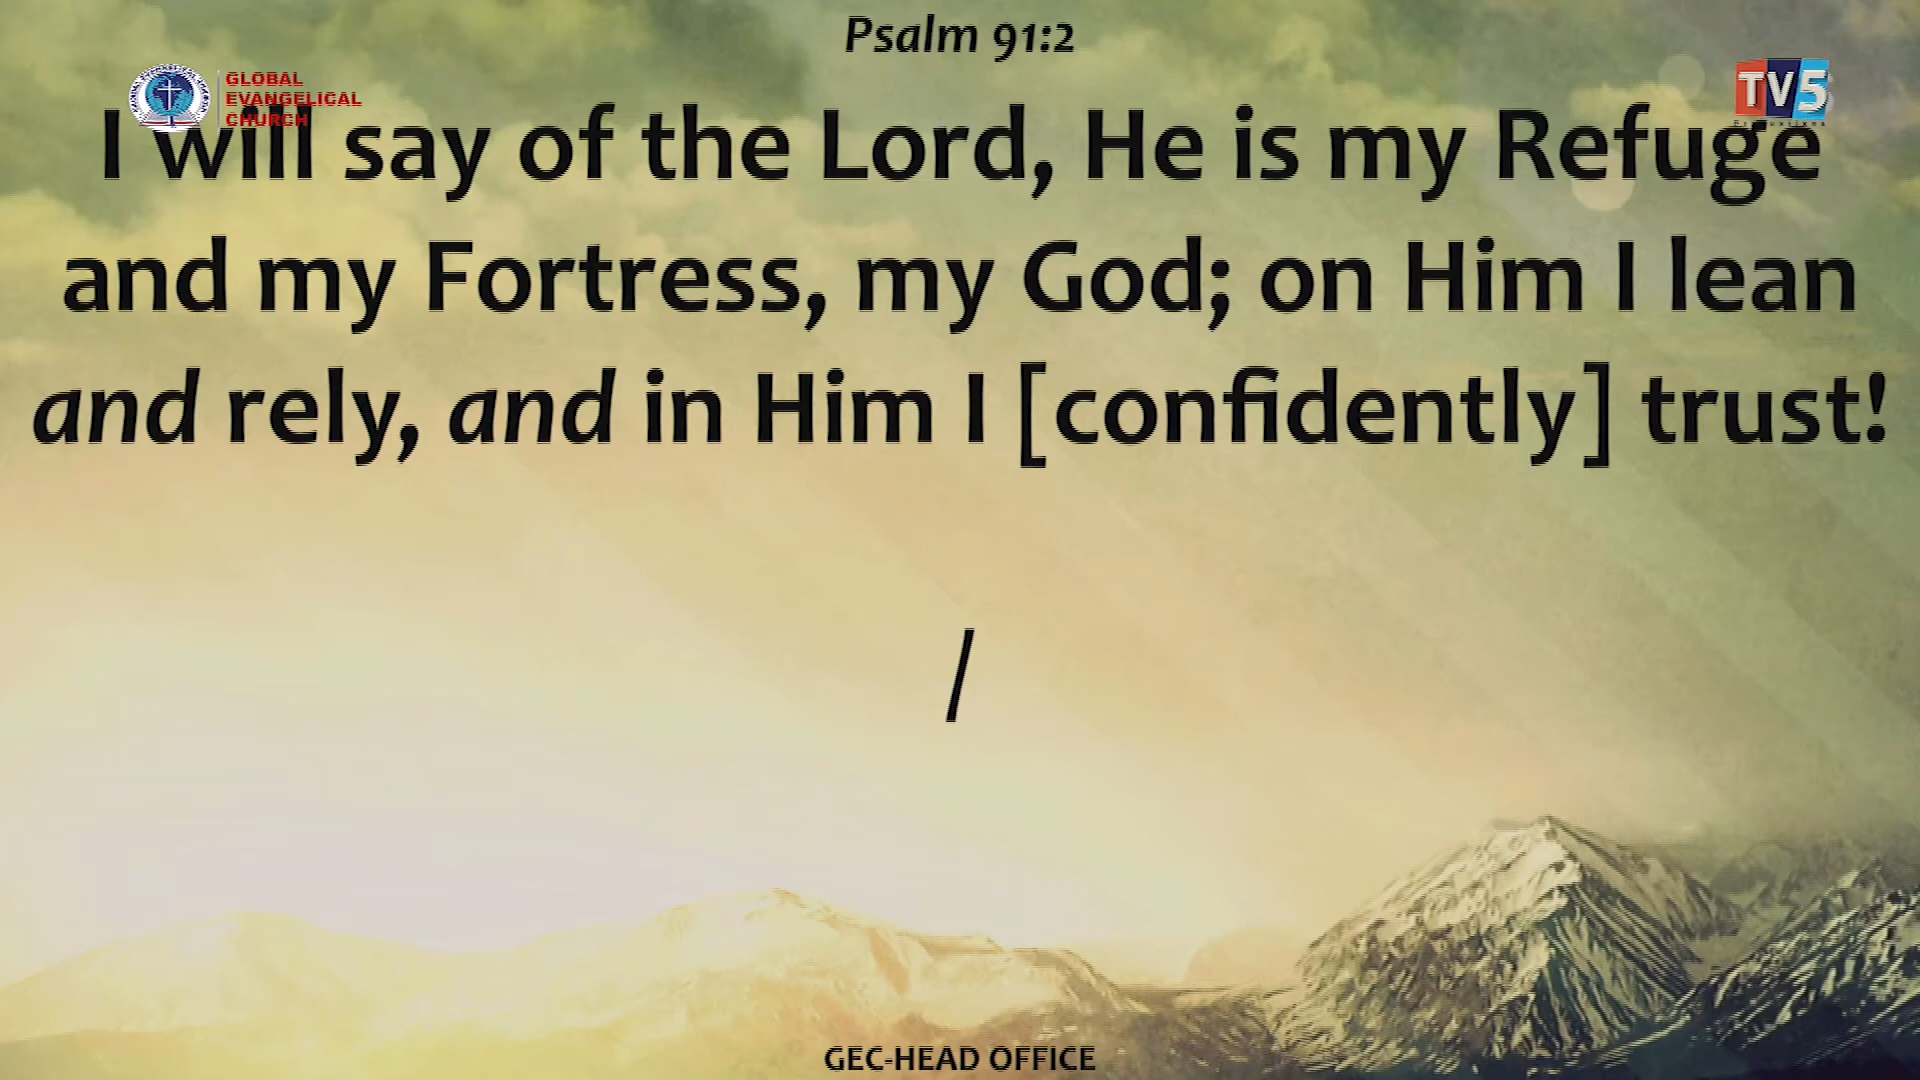 Psalm 91:2
GLOBAL
EVANGELICAL
CHURCH
TV5
I will say of the Lord, He is my Refuge
and my Fortress, my God; on Him I lean
and rely, and in Him I [confidently] trust!
/
GEC-HEAD OFFICE